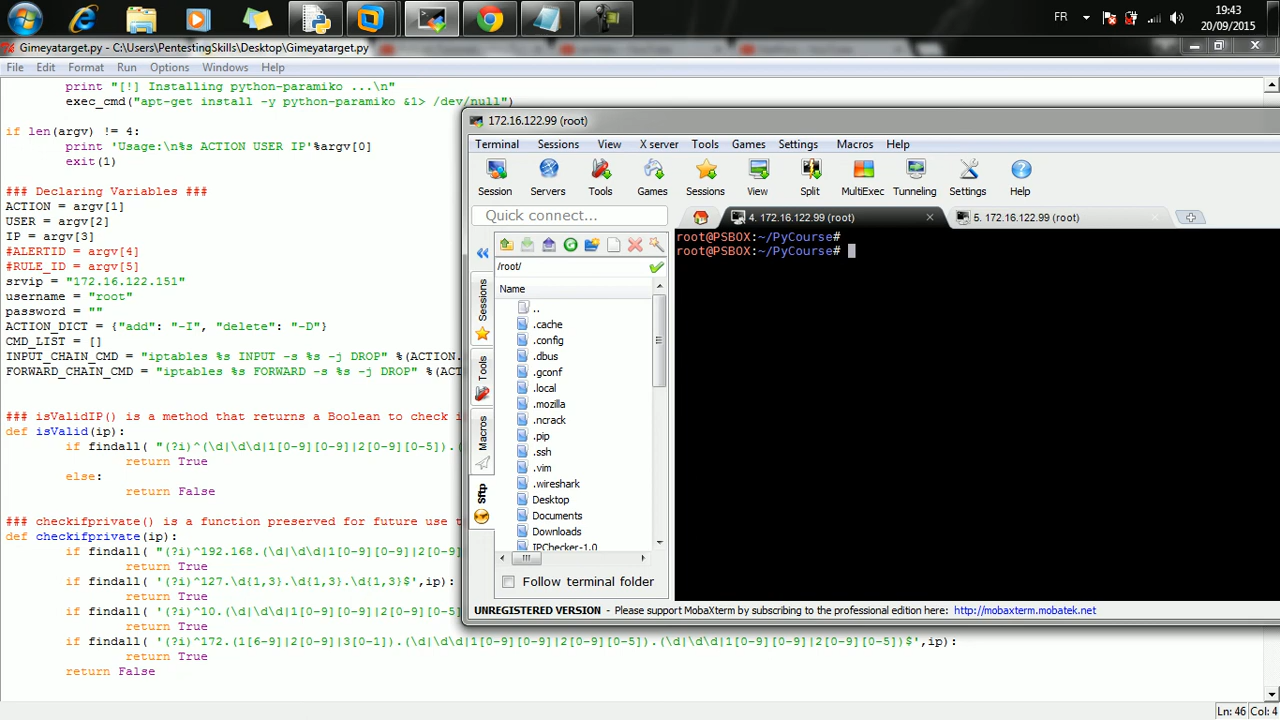 FR
19:43
20/09/2015
Gimeyatarget.py - C:\Users\PentestingSkills\Desktop\Gimeyatarget.py
File Edit Format Run Options Windows Help
print "[!] Installing python-paramiko ...\n"
exec_cmd("apt-get install -y python-paramiko &1> /dev/null")
if len(argv) != 4:
print 'Usage:\n%s ACTION USER IP'%argv[0]
exit(1)
### Declaring Variables ###
ACTION = argv[1]
USER = argv[2]
IP = argv[3]
#ALERTID = argv[4]
#RULE_ID = argv[5]
srvip = "172.16.122.151"
username = "root"
password = ""
ACTION_DICT = {"add": "-I", "delete": "-D"}
CMD_LIST = []
INPUT_CHAIN_CMD = "iptables %s INPUT -s %s -j DROP" %(ACTION.
FORWARD_CHAIN_CMD = "iptables %s FORWARD -s %s -j DROP" %(ACT
### isValidIP() is a method that returns a Boolean to check i
def isValid(ip):
if findall( "(?i)^(\d|\d\d|1[0-9][0-9]|2[0-9][0-5]).(
return True
else:
return False
### checkifprivate() is a function preserved for future use t
def checkifprivate(ip):
if findall( "(?i)^192.168.(\d|\d\d|1[0-9][0-9]|2[0-9]
return True
if findall( '(?i)^127.\d{1,3}.\d{1,3}.\d{1,3}$',ip):
return True
if findall( '(?i)^10.(\d|\d\d|1[0-9][0-9]|2[0-9][0-5]
return True
if findall( '(?i)^172.(1[6-9]|2[0-9]|3[0-1]).(\d|\d\d|1[0-9][0-9]|2[0-9][0-5]).(\d|\d\d|1[0-9][0-9]|2[0-9][0-5])$',ip):
return True
return False
Ln: 46 Col: 4
172.16.122.99 (root)
Terminal Sessions View X server Tools Games Settings Macros Help
Session Servers Tools Games Sessions View Split MultiExec Tunneling Settings Help
Quick connect...
4. 172.16.122.99 (root)
5. 172.16.122.99 (root)
/root/
Name
..
.cache
.config
.dbus
.gconf
.local
.mozilla
.ncrack
.pip
.ssh
.vim
.wireshark
Desktop
Documents
Downloads
IPChecker-1.0
Sessions
Tools
Macros
Sftp
Follow terminal folder
root@PSBOX:~/PyCourse#
root@PSBOX:~/PyCourse#
UNREGISTERED VERSION - Please support MobaXterm by subscribing to the professional edition here: http://mobaxterm.mobatek.net